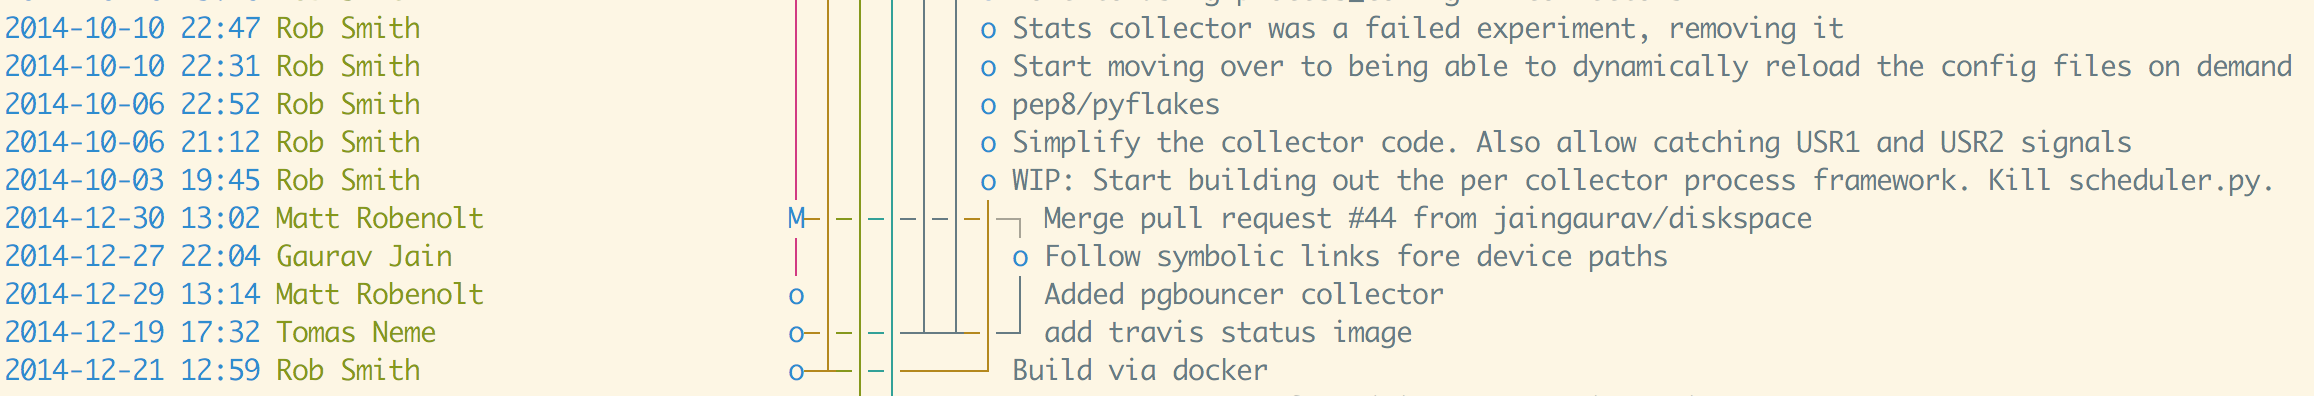 2014-10-10 22:47 Rob Smith o Stats collector was a failed experiment, removing it
2014-10-10 22:31 Rob Smith o Start moving over to being able to dynamically reload the config files on demand
2014-10-06 22:52 Rob Smith o pep8/pyflakes
2014-10-06 21:12 Rob Smith o Simplify the collector code. Also allow catching USR1 and USR2 signals
2014-10-03 19:45 Rob Smith o WIP: Start building out the per collector process framework. Kill scheduler.py.
2014-12-30 13:02 Matt Robenolt M Merge pull request #44 from jaingaurav/diskspace
2014-12-27 22:04 Gaurav Jain o Follow symbolic links fore device paths
2014-12-29 13:14 Matt Robenolt o Added pgbouncer collector
2014-12-19 17:32 Tomas Neme o add travis status image
2014-12-21 12:59 Rob Smith o Build via docker